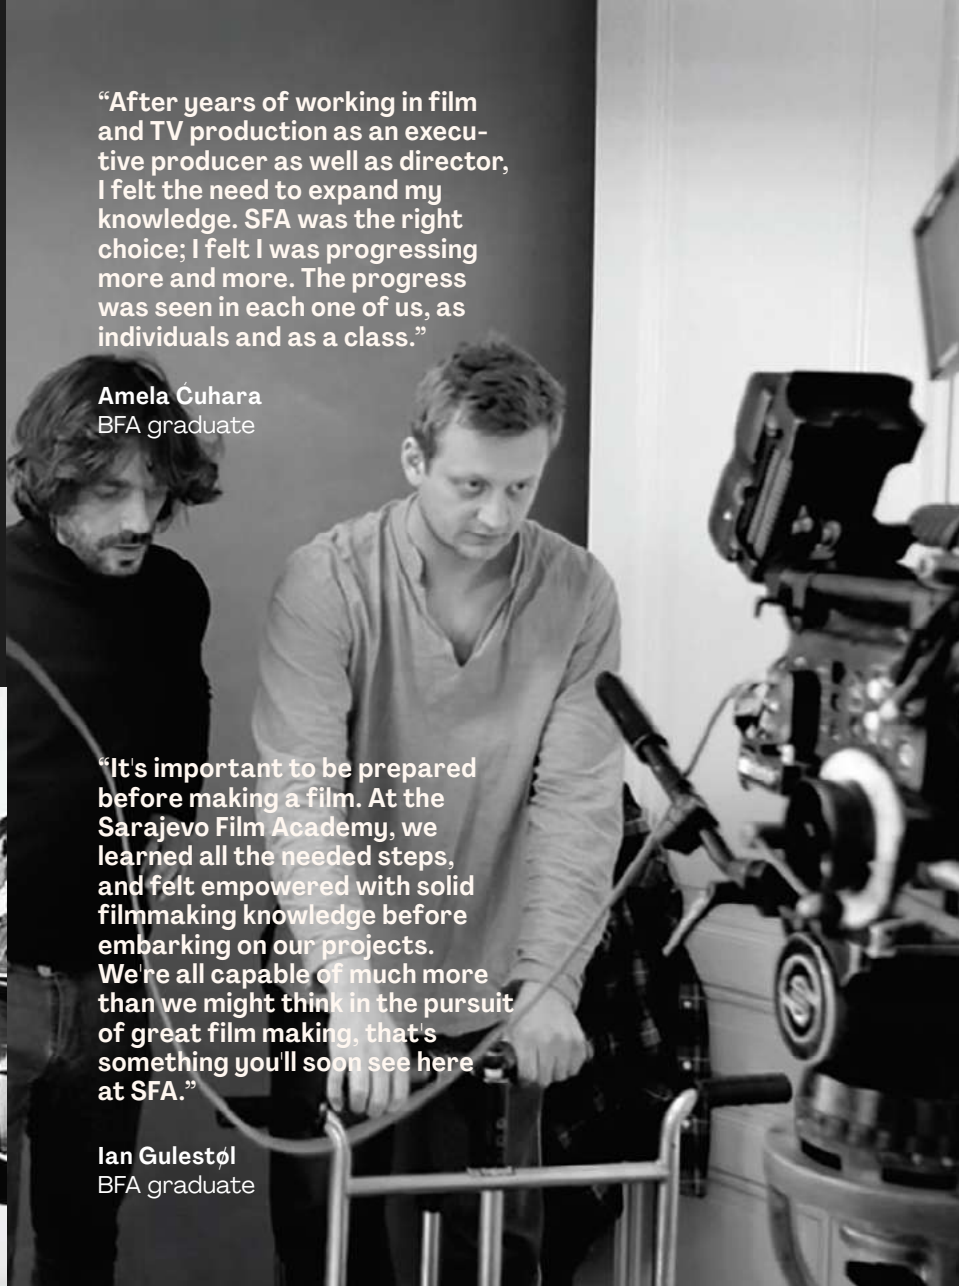 “After years of working in film
and TV production as an execu-
tive producer as well as director,
I felt the need to expand my
knowledge. SFA was the right
choice; I felt I was progressing
more and more. The progress
was seen in each one of us, as
individuals and as a class.”
Amela Ćuhara
BFA graduate
“It's important to be prepared
before making a film. At the
Sarajevo Film Academy, we
learned all the needed steps,
and felt empowered with solid
filmmaking knowledge before
embarking on our projects.
We're all capable of much more
than we might think in the pursuit
of great film making, that's
something you'll soon see here
at SFA.”
Ian Gulestøl
BFA graduate